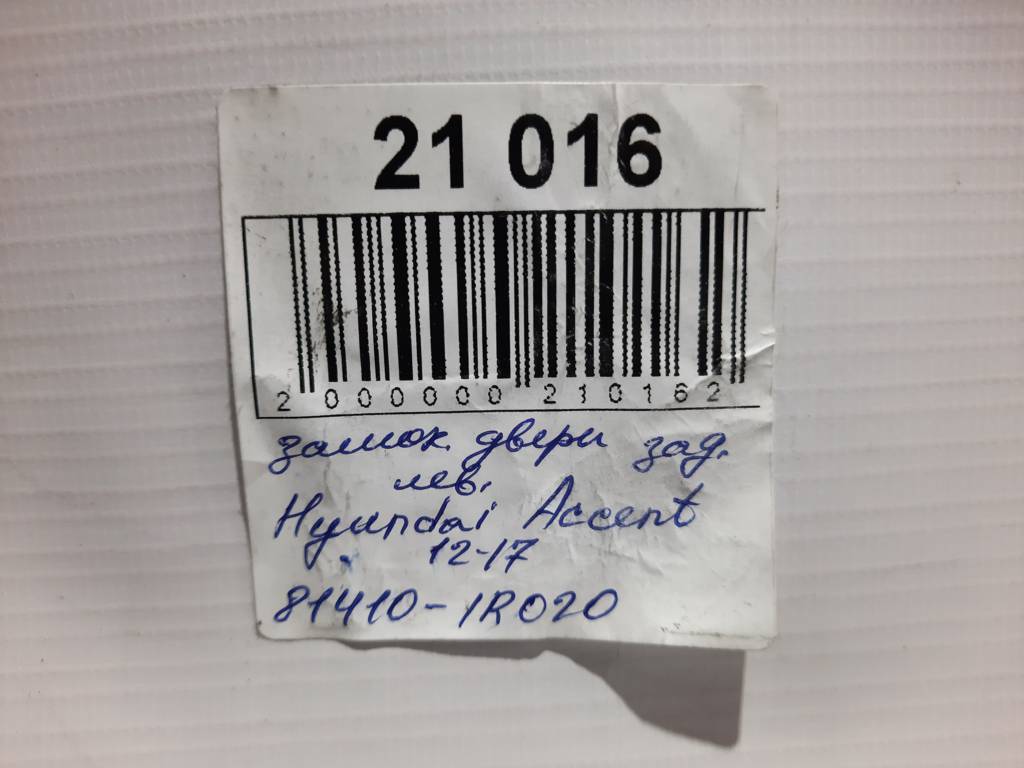 21 016
2 000000 210162
замок двери зад.
лев.
Hyundai Accent
12-17
81410-1R020